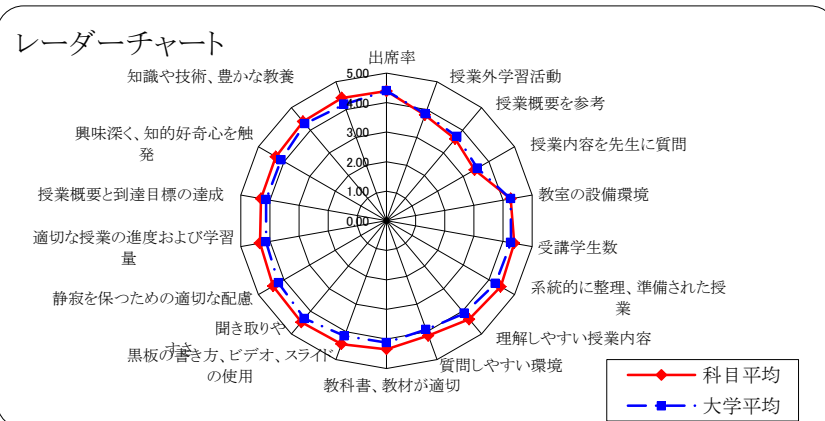 レーダーチャート
出席率
授業外学習活動
授業概要を参考
授業内容を先生に質問
教室の設備環境
受講学生数
系統的に整理、準備された授
業
理解しやすい授業内容
質問しやすい環境
教科書、教材が適切
黒板の書き方、ビデオ、スライド
の使用
聞き取りや
すさ
静寂を保つための適切な配慮
適切な授業の進度および学習
量
授業概要と到達目標の達成
興味深く、知的好奇心を触
発
知識や技術、豊かな教養
5.00
4.00
3.00
2.00
1.00
0.00
科目平均
大学平均